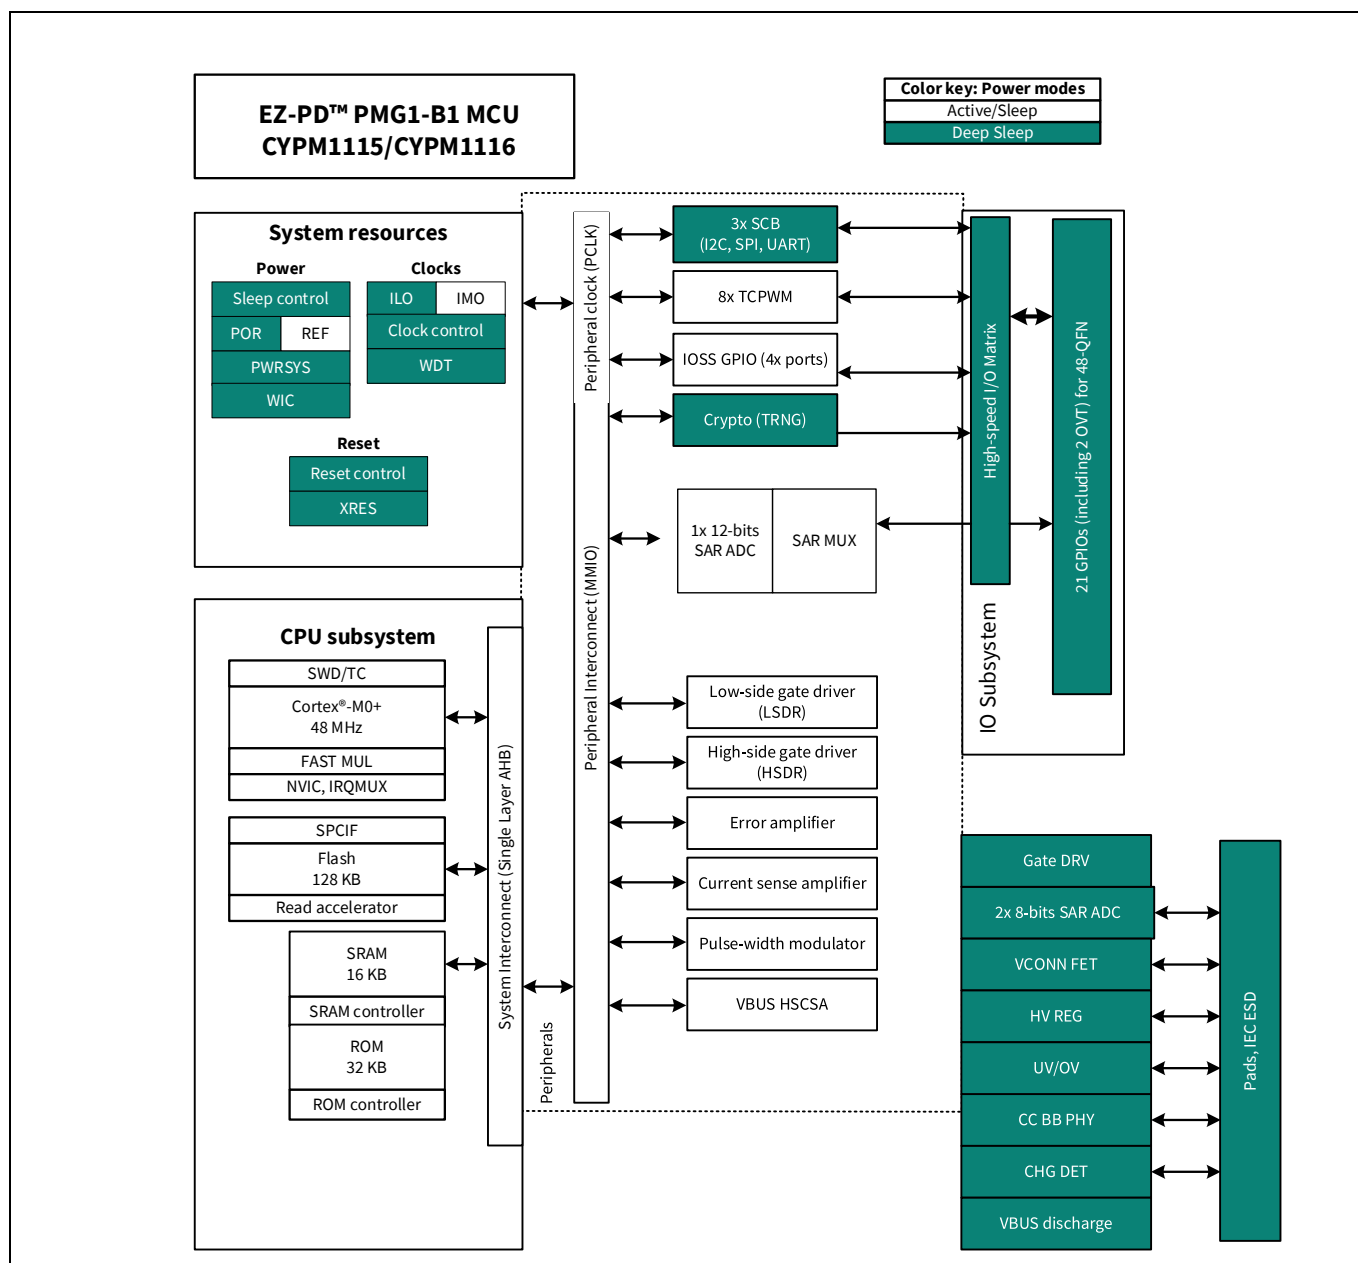 EZ-PD™ PMG1-B1 MCU
CYPM1115/CYPM1116
Color key: Power modes
Active/Sleep
Deep Sleep
System resources
Power
Sleep control
POR
REF
PWRSYS
WIC
Clocks
ILO
IMO
Clock control
WDT
Reset
Reset control
XRES
CPU subsystem
SWD/TC
Cortex®-M0+
48 MHz
FAST MUL
NVIC, IRQMUX
SPCIF
Flash
128 KB
Read accelerator
SRAM
16 KB
SRAM controller
ROM
32 KB
ROM controller
System Interconnect (Single Layer AHB)
Peripherals
Peripheral clock (PCLK)
Peripheral Interconnect (MMIO)
3x SCB
(I2C, SPI, UART)
8x TCPWM
IOSS GPIO (4x ports)
Crypto (TRNG)
1x 12-bits
SAR ADC
SAR MUX
Low-side gate driver
(LSDR)
High-side gate driver
(HSDR)
Error amplifier
Current sense amplifier
Pulse-width modulator
VBUS HSCSA
High-speed I/O Matrix
21 GPIOs (including 2 OVT) for 48-QFN
IO Subsystem
Gate DRV
2x 8-bits SAR ADC
VCONN FET
HV REG
UV/OV
CC BB PHY
CHG DET
VBUS discharge
Pads, IEC ESD